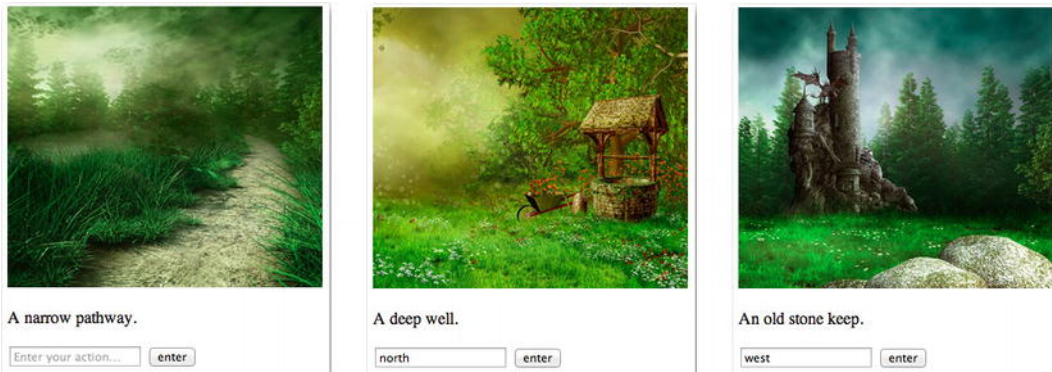 A narrow pathway.
Enter your action... enter
A deep well.
north enter
An old stone keep.
west enter